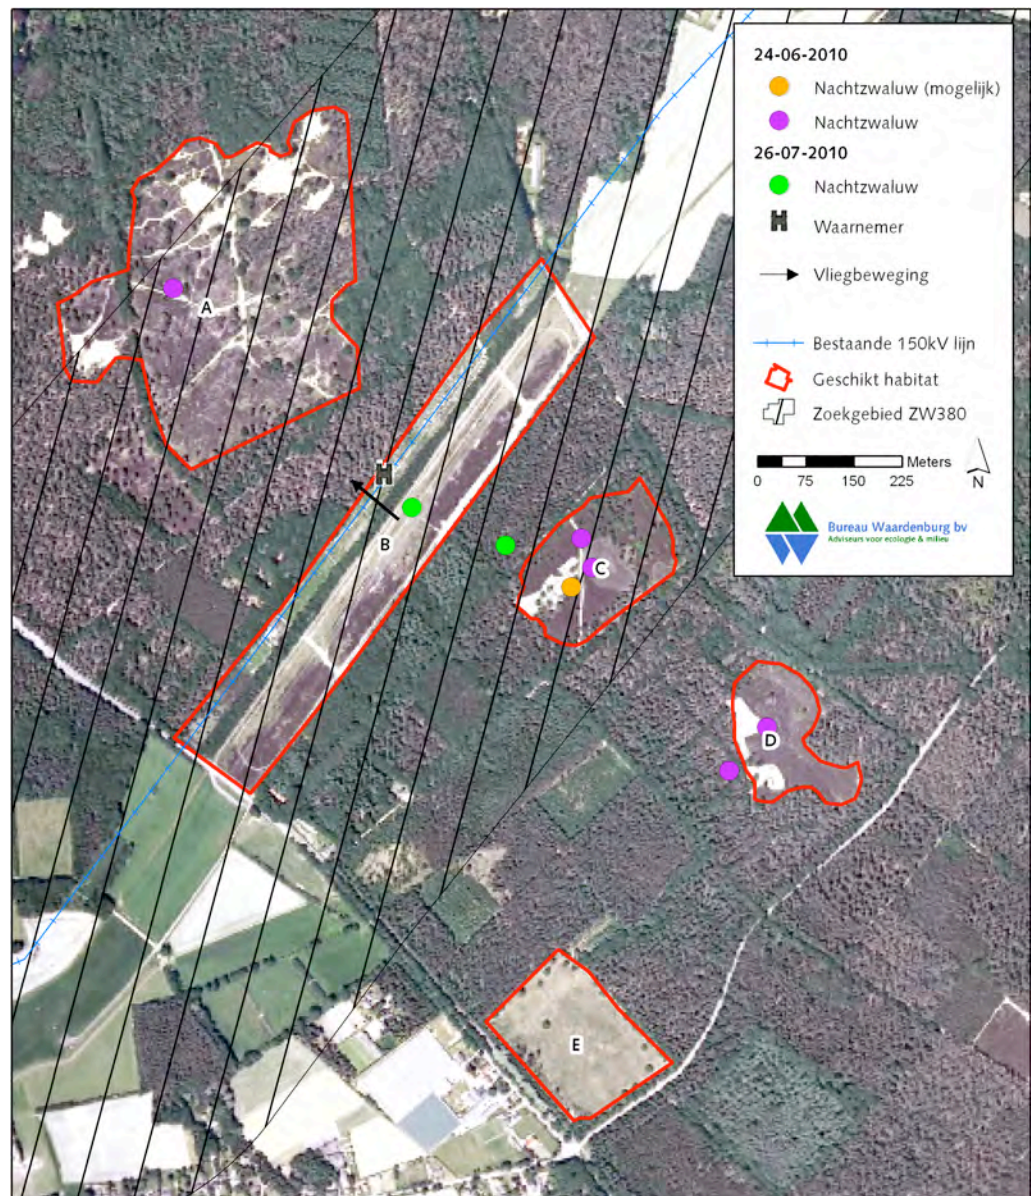 24-06-2010
Nachtzwaluw (mogelijk)
Nachtzwaluw
26-07-2010
Nachtzwaluw
Waarnemer
Vliegbeweging
Bestaande 150kV lijn
Geschikt habitat
Zoekgebied ZW380
Meters
0 75 150 225
N
Bureau Waardenburg bv
Adviseurs voor ecologie & milieu
A
H
B
C
D
E